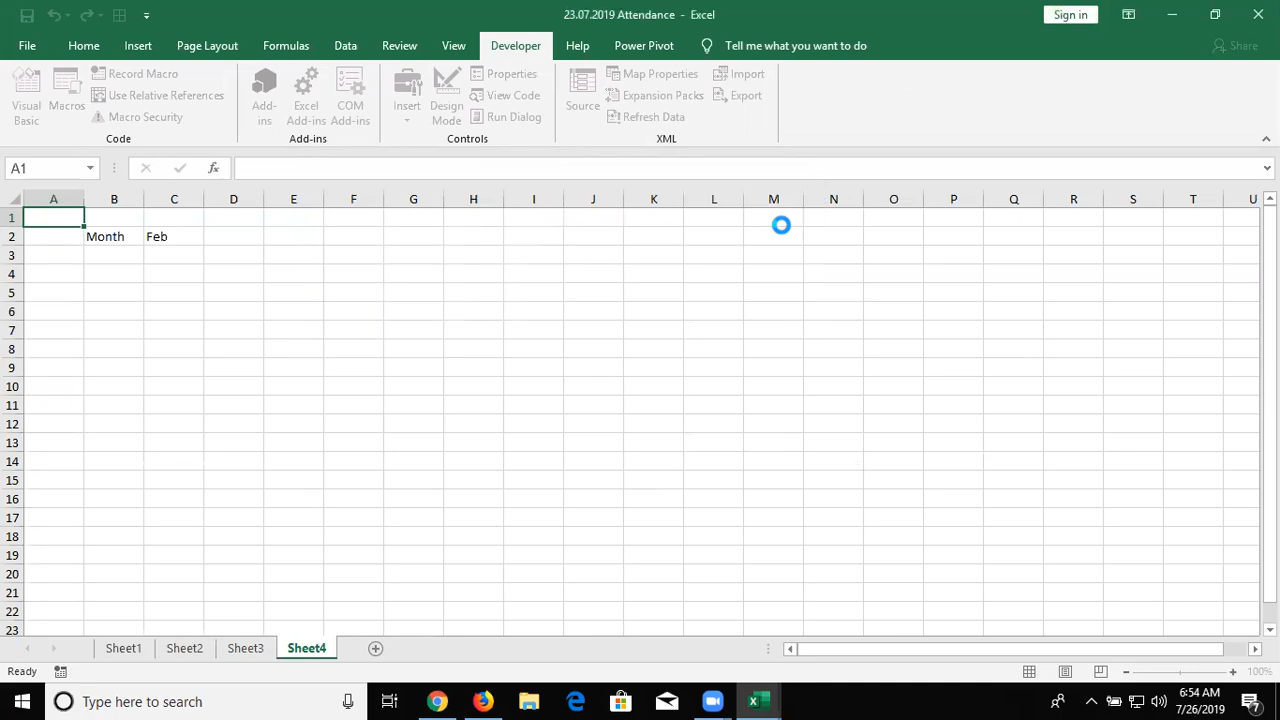 23.07.2019 Attendance - Excel
Sign in
File Home Insert Page Layout Formulas Data Review View Developer Help Power Pivot Tell me what you want to do Share
Visual Basic
Macros
Record Macro
Use Relative References
Macro Security
Code
Add-ins
Excel Add-ins
COM Add-ins
Add-ins
Insert
Design Mode
Properties
View Code
Run Dialog
Controls
Source
Map Properties
Expansion Packs
Refresh Data
Import
Export
XML
A1
fx
A B C D E F G H I J K L M N O P Q R S T U
1
2 Month Feb
3
4
5
6
7
8
9
10
11
12
13
14
15
16
17
18
19
20
21
22
23
Sheet1 Sheet2 Sheet3 Sheet4
Ready
100%
Type here to search
6:54 AM
7/26/2019
7